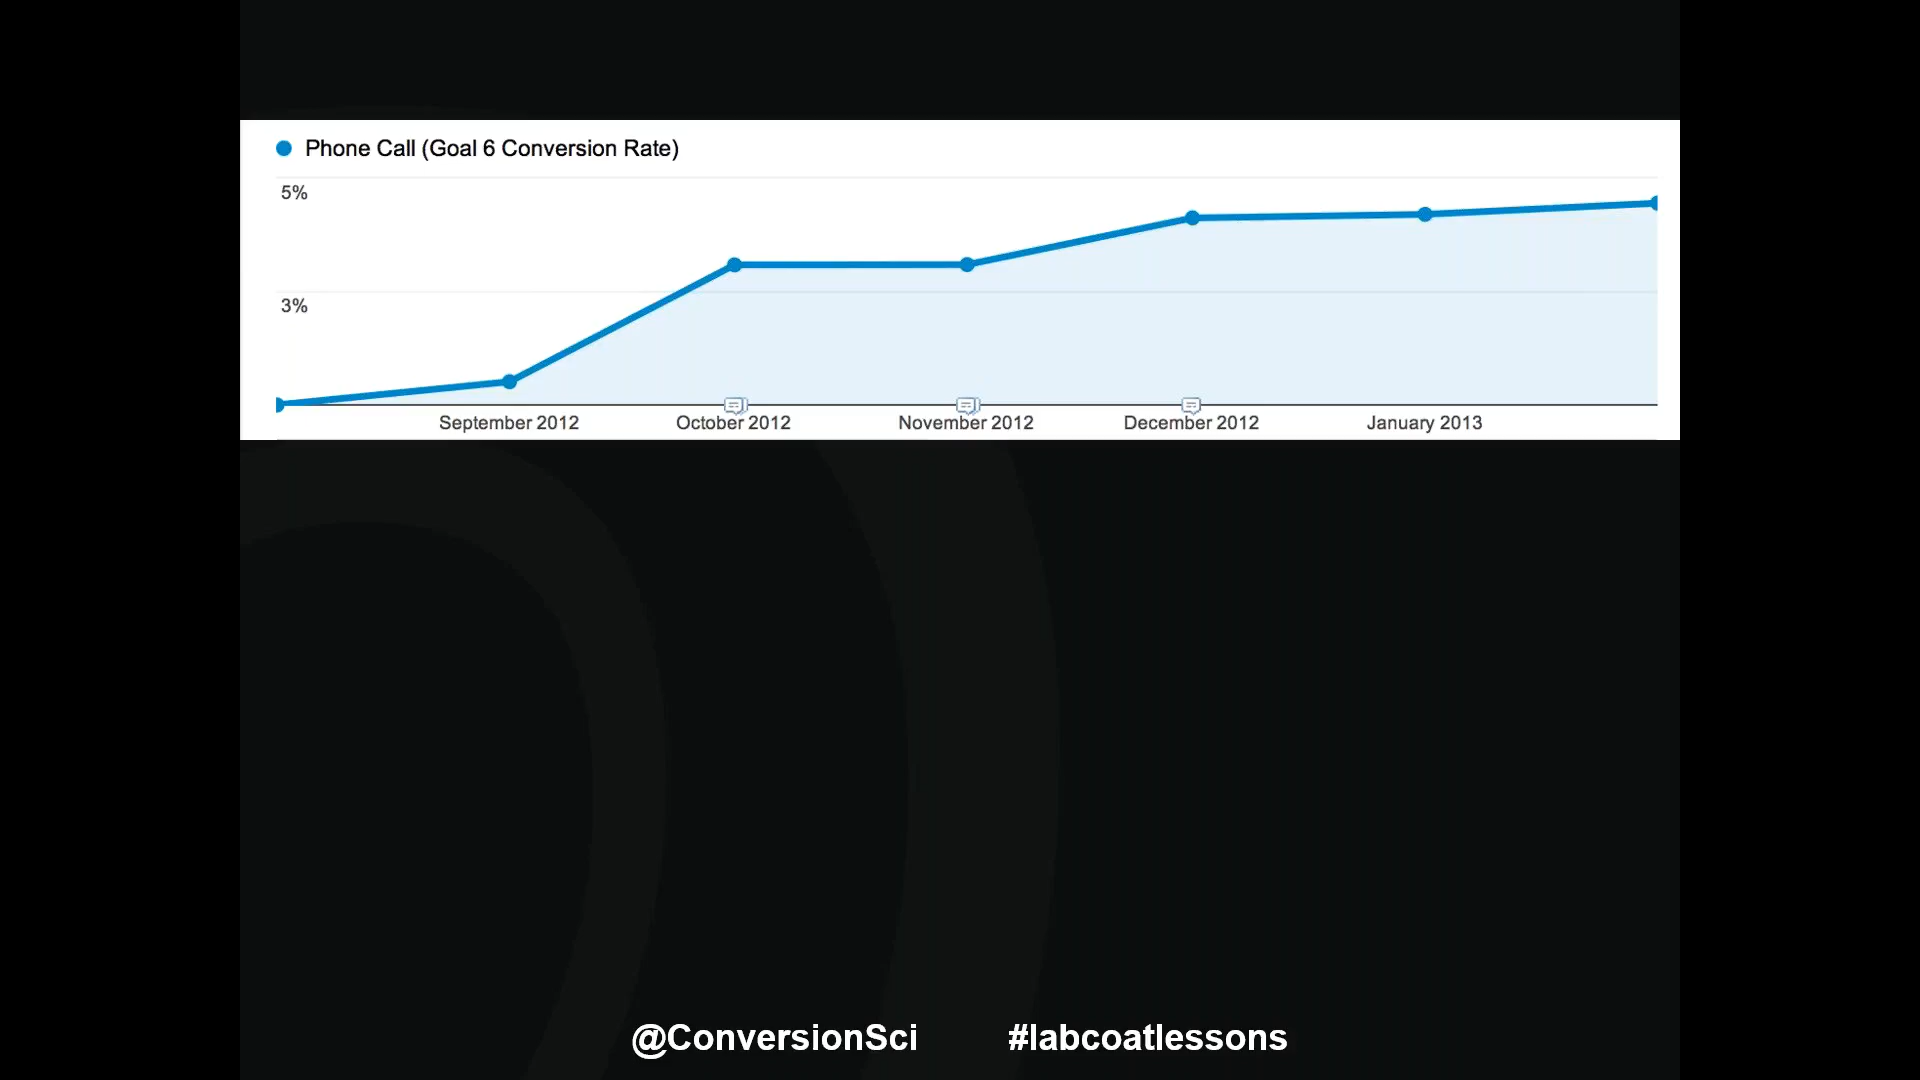 Phone Call (Goal 6 Conversion Rate)
5%
3%
September 2012 October 2012 November 2012 December 2012 January 2013
@ConversionSci #labcoatlessons